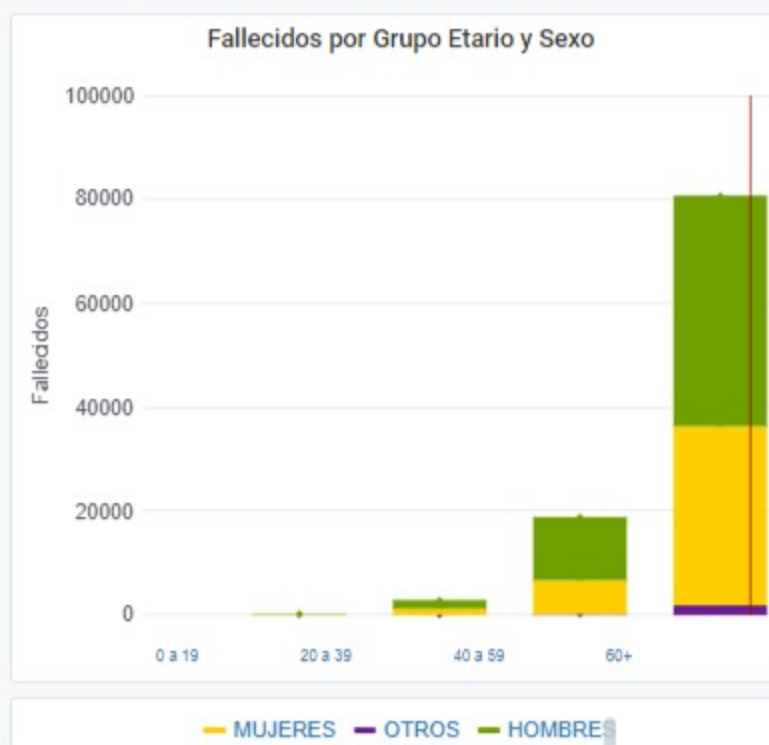 Fallecidos por Grupo Etario y Sexo
100000
80000
60000
40000
20000
0
Fallecidos
0 a 19 20 a 39 40 a 59 60+
MUJERES OTROS HOMBRES